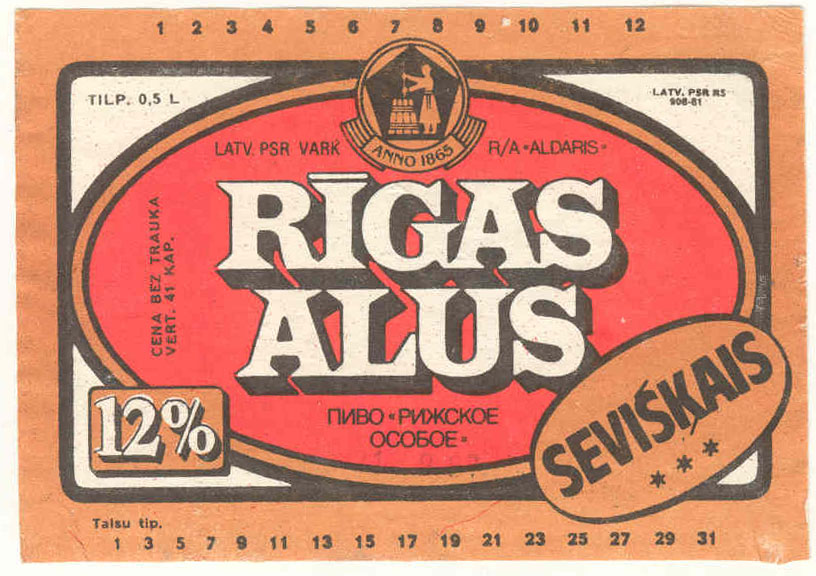 1 2 3 4 5 6 7 8 9 10 11 12
TILP. 0,5 L
LATV. PSR RS
908-81
ANNO 1865
LATV. PSR VARK
R/A «ALDARIS»
RĪGAS
ALUS
CENA BEZ TRAUKA
VERT. 41 KAP.
12%
ПИВО «РИЖСКОЕ
ОСОБОЕ»
SEVIŠĶAIS
***
Talsu tip.
1 3 5 7 9 11 13 15 17 19 21 23 25 27 29 31